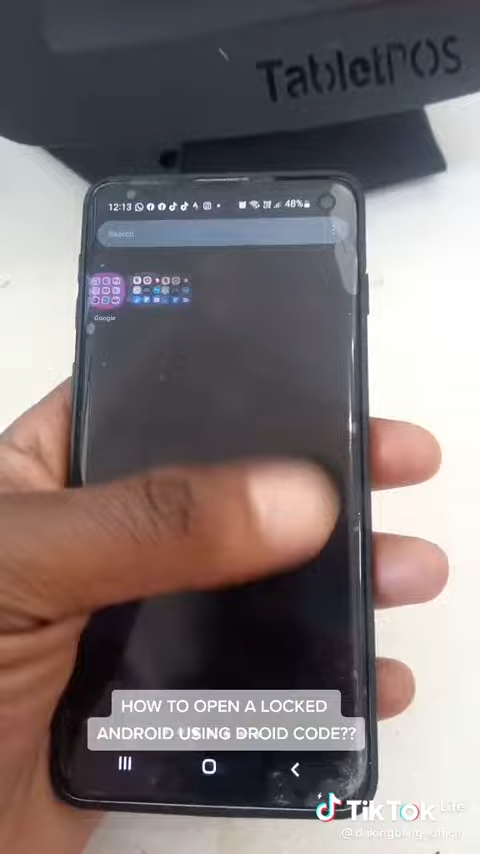 TabletPOS
12:13
48%
Search
Google
HOW TO OPEN A LOCKED
ANDROID USING DROID CODE??
TikTok Lite